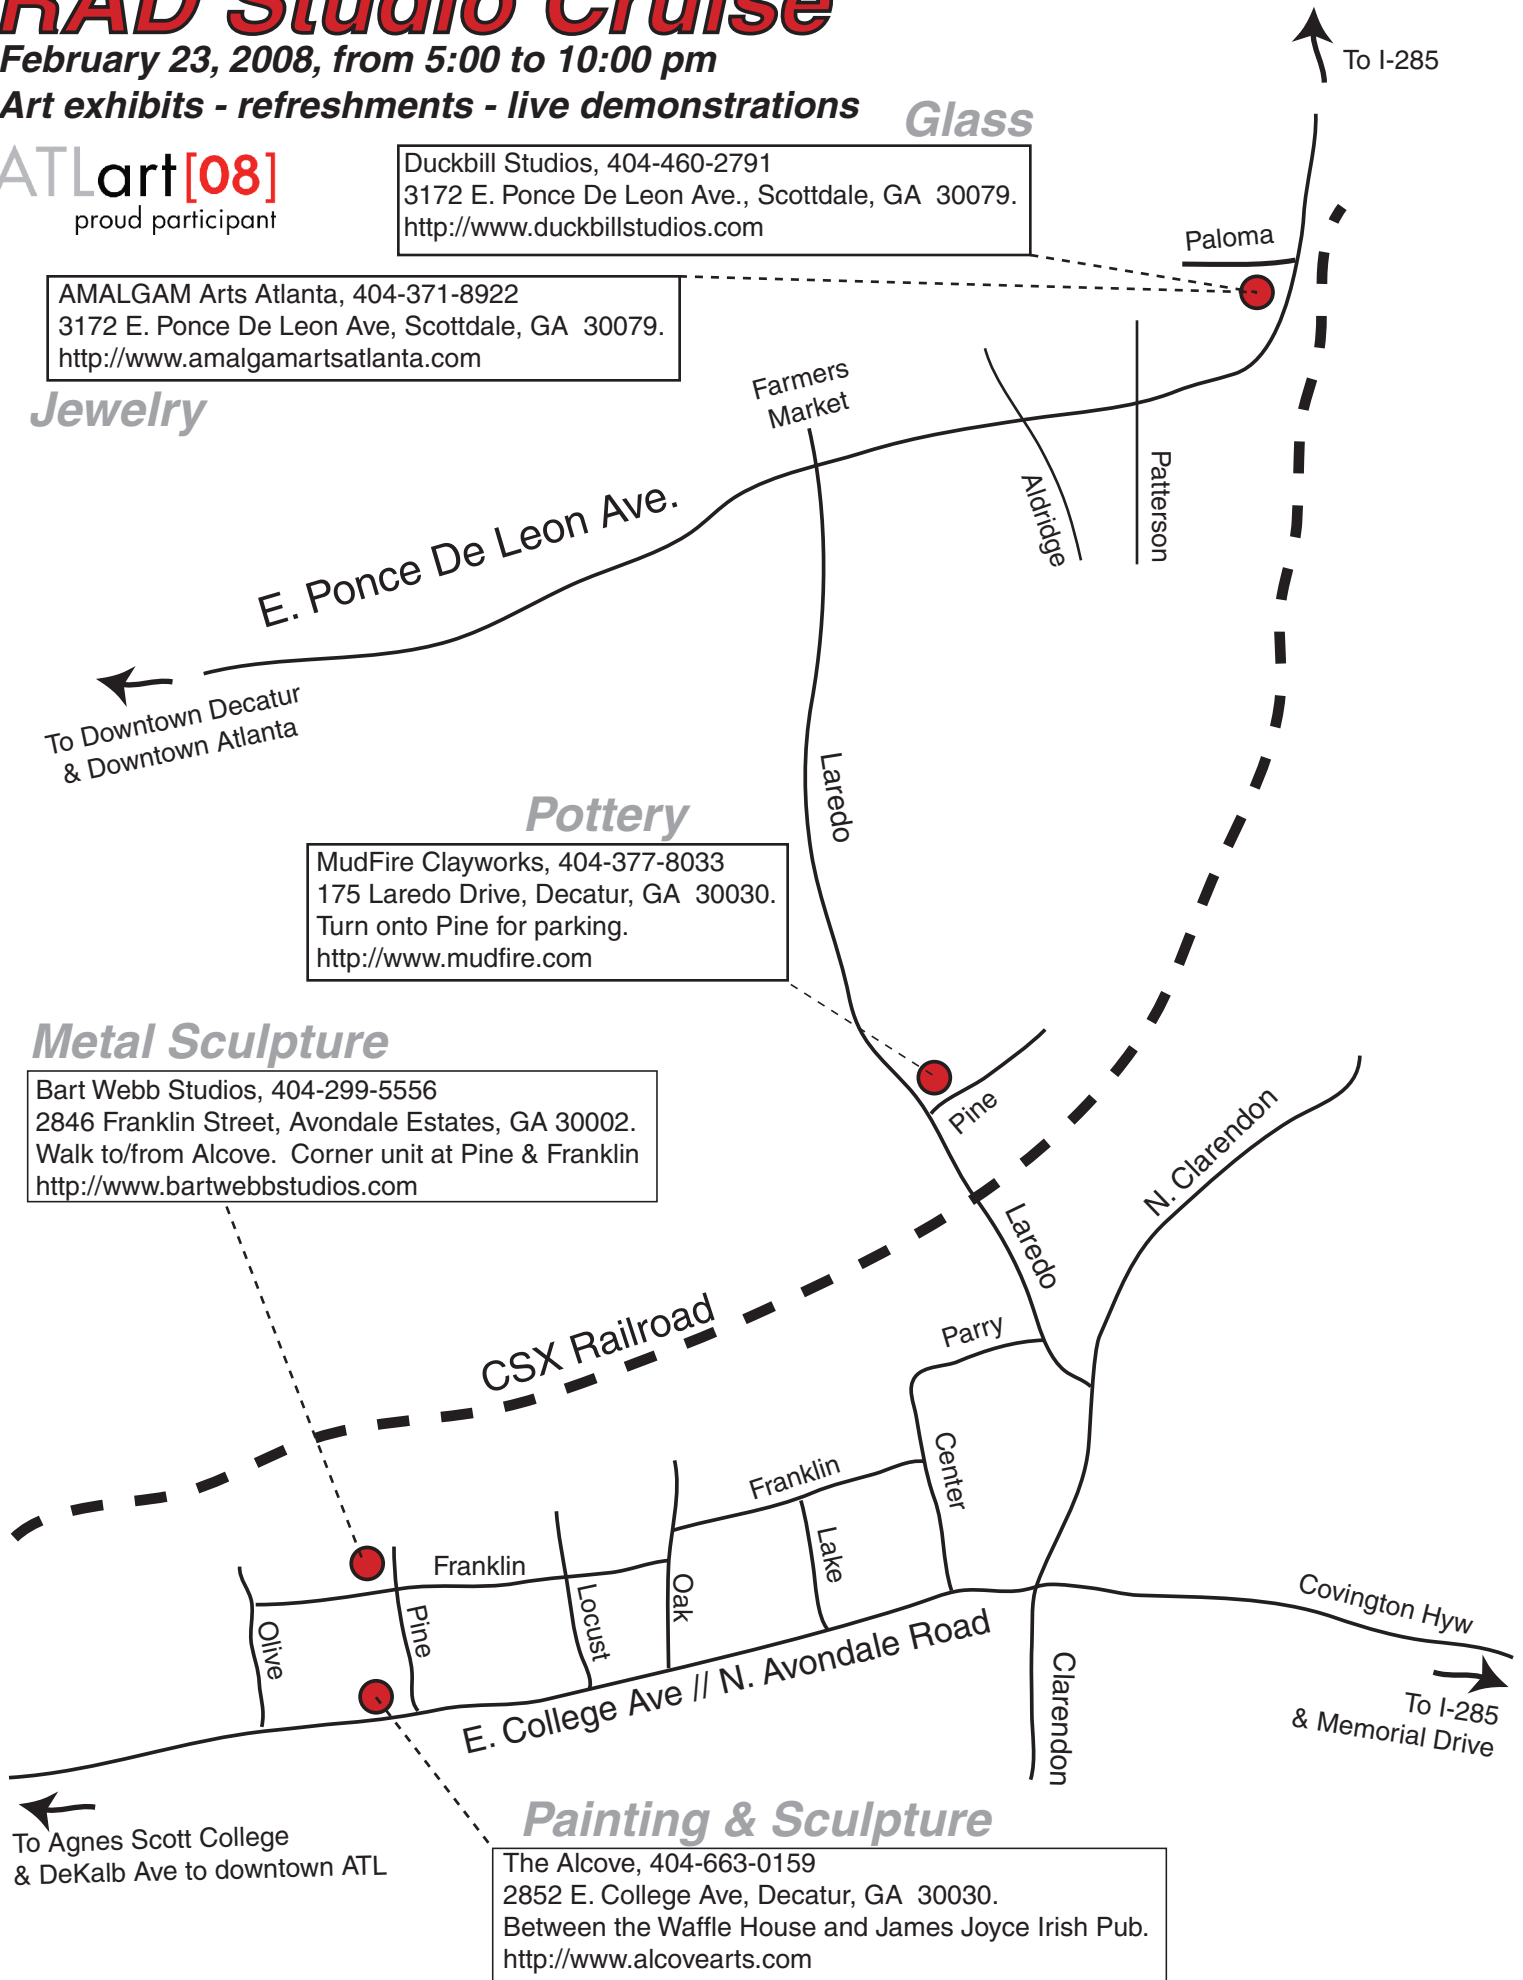 RAD Studio Cruise
February 23, 2008, from 5:00 to 10:00 pm
Art exhibits - refreshments - live demonstrations
ATLart[08]
proud participant
To I-285
Glass
Duckbill Studios, 404-460-2791
3172 E. Ponce De Leon Ave., Scottdale, GA  30079.
http://www.duckbillstudios.com
Paloma
AMALGAM Arts Atlanta, 404-371-8922
3172 E. Ponce De Leon Ave, Scottdale, GA  30079.
http://www.amalgamartsatlanta.com
Jewelry
Farmers
Market
Aldridge
Patterson
E. Ponce De Leon Ave.
To Downtown Decatur
& Downtown Atlanta
Laredo
Pottery
MudFire Clayworks, 404-377-8033
175 Laredo Drive, Decatur, GA  30030.
Turn onto Pine for parking.
http://www.mudfire.com
Pine
Metal Sculpture
Bart Webb Studios, 404-299-5556
2846 Franklin Street, Avondale Estates, GA 30002.
Walk to/from Alcove.  Corner unit at Pine & Franklin
http://www.bartwebbstudios.com
N. Clarendon
Laredo
CSX Railroad
Parry
Center
Franklin
Lake
Franklin
Olive
Pine
Locust
Oak
E. College Ave // N. Avondale Road
Clarendon
Covington Hyw
To I-285
& Memorial Drive
To Agnes Scott College
& DeKalb Ave to downtown ATL
Painting & Sculpture
The Alcove, 404-663-0159
2852 E. College Ave, Decatur, GA  30030.
Between the Waffle House and James Joyce Irish Pub.
http://www.alcovearts.com